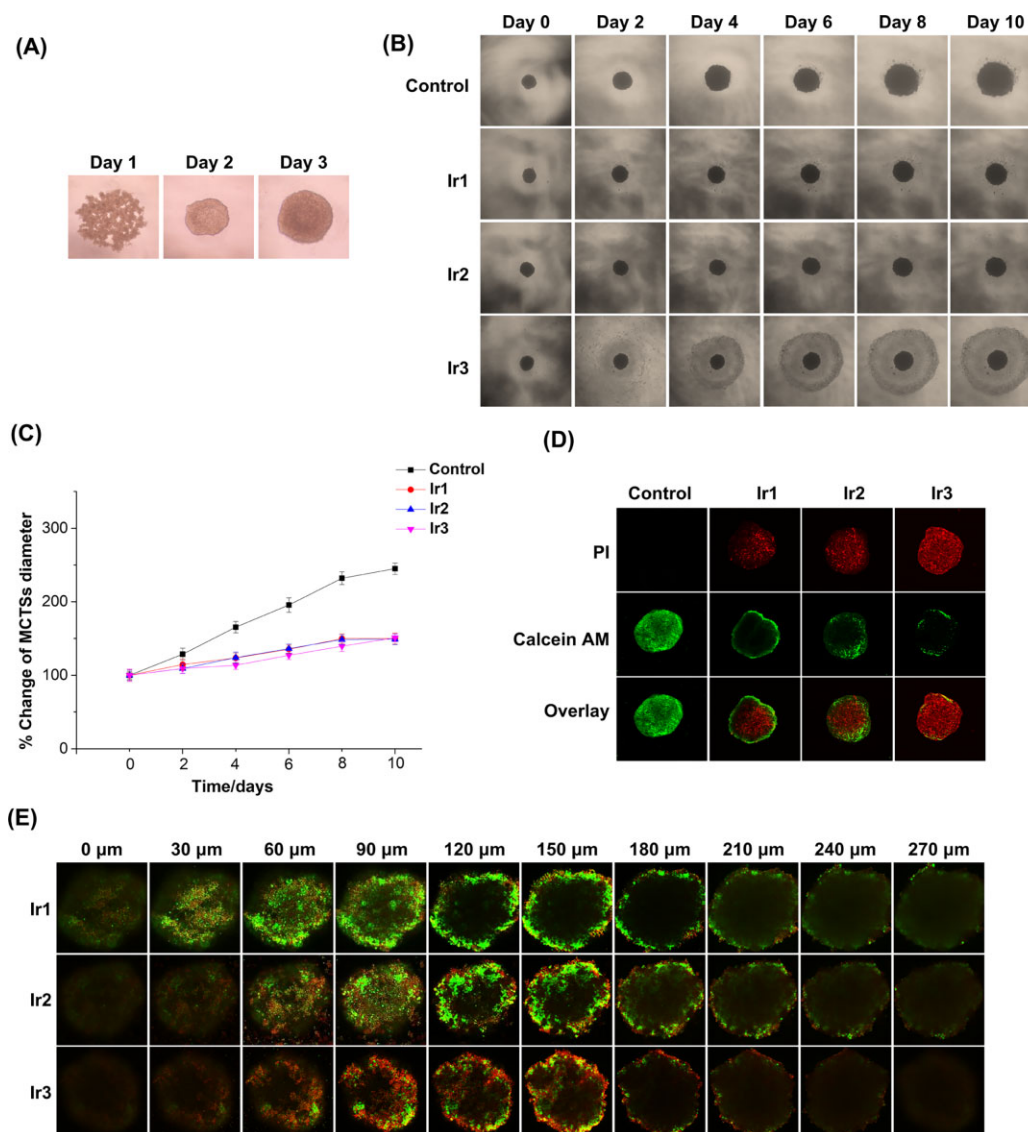 (A)
Day 1 Day 2 Day 3
(B)
Day 0 Day 2 Day 4 Day 6 Day 8 Day 10
Control
Ir1
Ir2
Ir3
(C)
Control
Ir1
Ir2
Ir3
% Change of MCTSs diameter
300
200
100
0
0 2 4 6 8 10
Time/days
(D)
Control Ir1 Ir2 Ir3
PI
Calcein AM
Overlay
(E)
0 µm 30 µm 60 µm 90 µm 120 µm 150 µm 180 µm 210 µm 240 µm 270 µm
Ir1
Ir2
Ir3